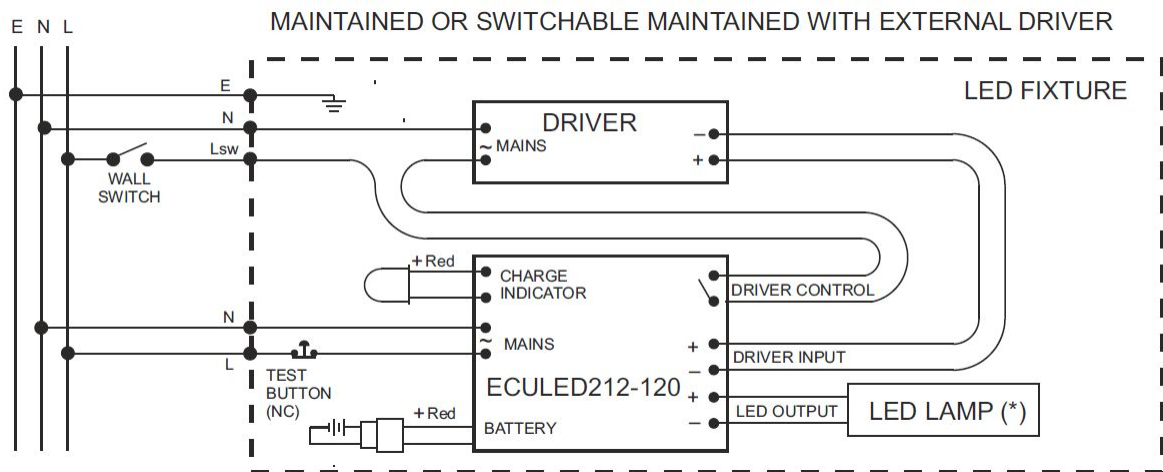 MAINTAINED OR SWITCHABLE MAINTAINED WITH EXTERNAL DRIVER
E N L
LED FIXTURE
E
N
Lsw
WALL
SWITCH
DRIVER
~ MAINS
–
+
+ Red
CHARGE
INDICATOR
DRIVER CONTROL
N
~ MAINS
L
+
DRIVER INPUT
–
TEST
BUTTON
(NC)
ECULED212-120
+
LED OUTPUT
–
LED LAMP (*)
+ Red
BATTERY